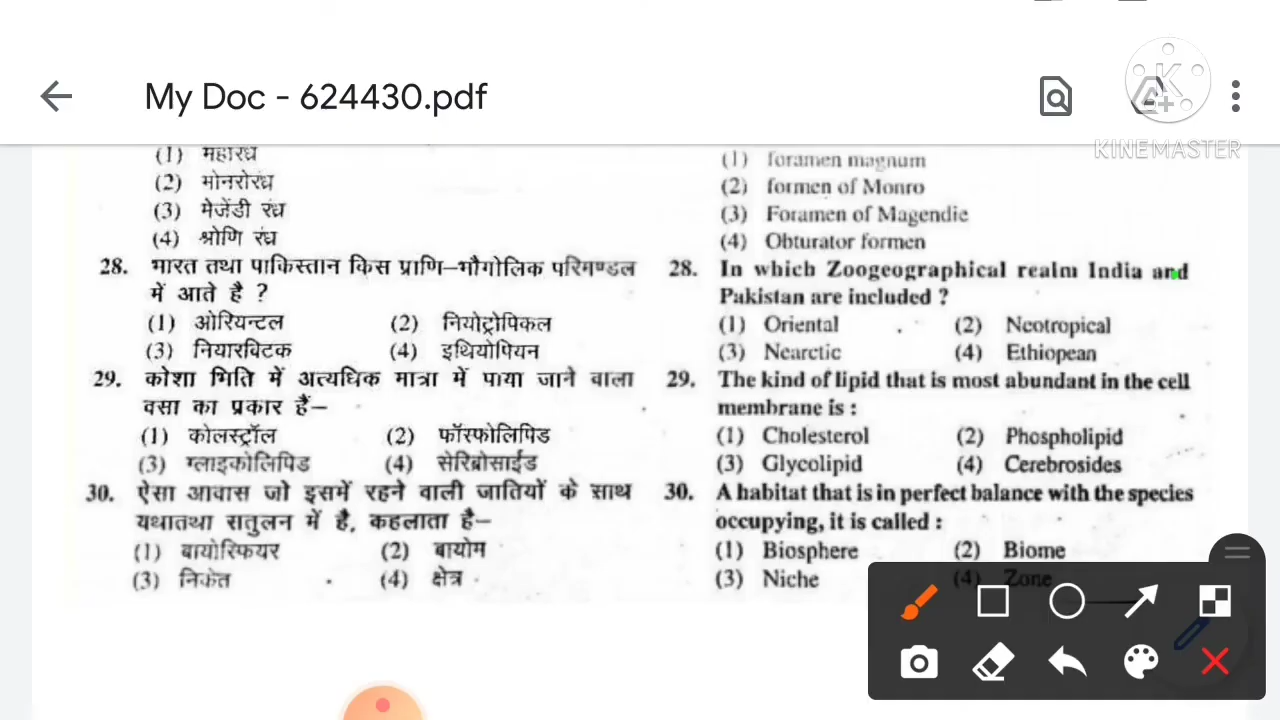 My Doc - 624430.pdf
KINEMASTER
(1) महारंध्र
(2) मोनरोरंध्र
(3) मेजेंडी रंध्र
(4) श्रोणि रंध्र
28. भारत तथा पाकिस्तान किस प्राणि–भौगोलिक परिमण्डल
में आते है ?
(1) ओरियन्टल (2) नियोट्रोपिकल
(3) नियारविटक (4) इथियोपियन
29. कोशा भिति में अत्यधिक मात्रा में पाया जाने वाला
वसा का प्रकार हैं–
(1) कोलस्ट्रॉल (2) फॉस्फोलिपिड
(3) ग्लाइकोलिपिड (4) सेरिब्रोसाईड
30. ऐसा आवास जो इसमें रहने वाली जातियों के साथ
यथातथा सतुलन में है, कहलाता है–
(1) बायोस्फियर (2) बायोम
(3) निकेत (4) क्षेत्र
(1) foramen magnum
(2) formen of Monro
(3) Foramen of Magendie
(4) Obturator formen
28. In which Zoogeographical realm India and
Pakistan are included ?
(1) Oriental (2) Neotropical
(3) Nearctic (4) Ethiopean
29. The kind of lipid that is most abundant in the cell
membrane is :
(1) Cholesterol (2) Phospholipid
(3) Glycolipid (4) Cerebrosides
30. A habitat that is in perfect balance with the species
occupying, it is called :
(1) Biosphere (2) Biome
(3) Niche (4) Zone